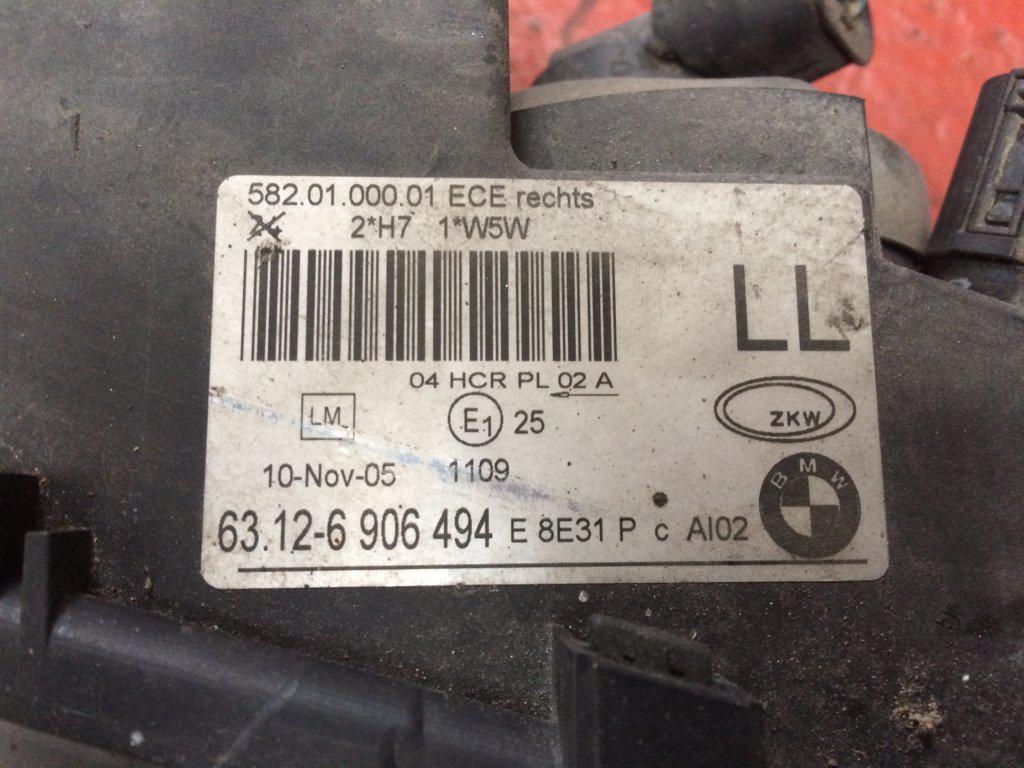 582.01.000.01 ECE rechts
2*H7 1*W5W
LL
04 HCR PL 02 A
LM
E1 25
ZKW
10-Nov-05 1109
BMW
63.12-6 906 494 E 8E31 P c AI02